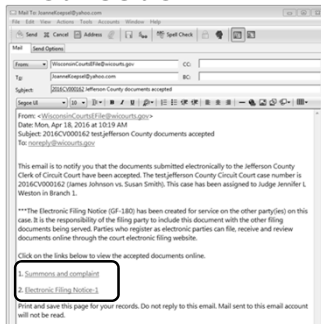 Mail To: JoannelLoepsel@yahoo.com
File Edit View Actions Tools Accounts Window Help
Send Cancel Address Spell Check
Mail Send Options
From: WisconsinCourtsEFile@wicourts.gov CC:
To: JoannelLoepsel@yahoo.com BC:
Subject: 2016CV000162 Jefferson County documents accepted
Segoe UI 10 B I U
From: <WisconsinCourtsEFile@wicourts.gov>
Date: Mon, Apr 18, 2016 at 10:19 AM
Subject: 2016CV000162 test.jefferson County documents accepted
To: noreply@wicourts.gov
This email is to notify you that the documents submitted electronically to the Jefferson County
Clerk of Circuit Court have been accepted. The test.jefferson County Circuit Court case number is
2016CV000162 (James Johnson vs. Susan Smith). This case has been assigned to Judge Jennifer L
Weston in Branch 1.
***The Electronic Filing Notice (GF-180) has been created for service on the other party(ies) on this
case. It is the responsibility of the filing party to include this document with the other filing
documents being served. Parties who register as electronic parties can file, receive and review
documents online through the court electronic filing website.
Click on the links below to view the accepted documents online.
1. Summons and complaint
2. Electronic Filing Notice-1
Print and save this page for your records. Do not reply to this email. Mail sent to this email account
will not be read.